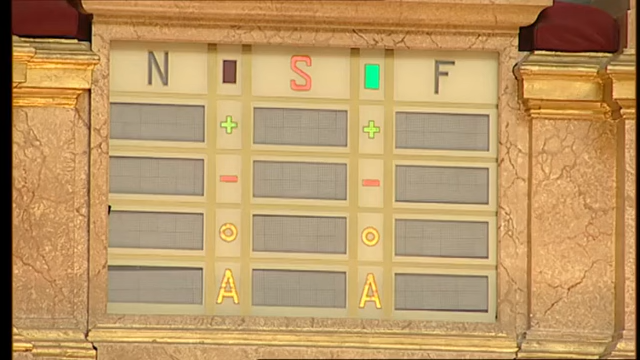 N S F
+ +
- -
o o
A A